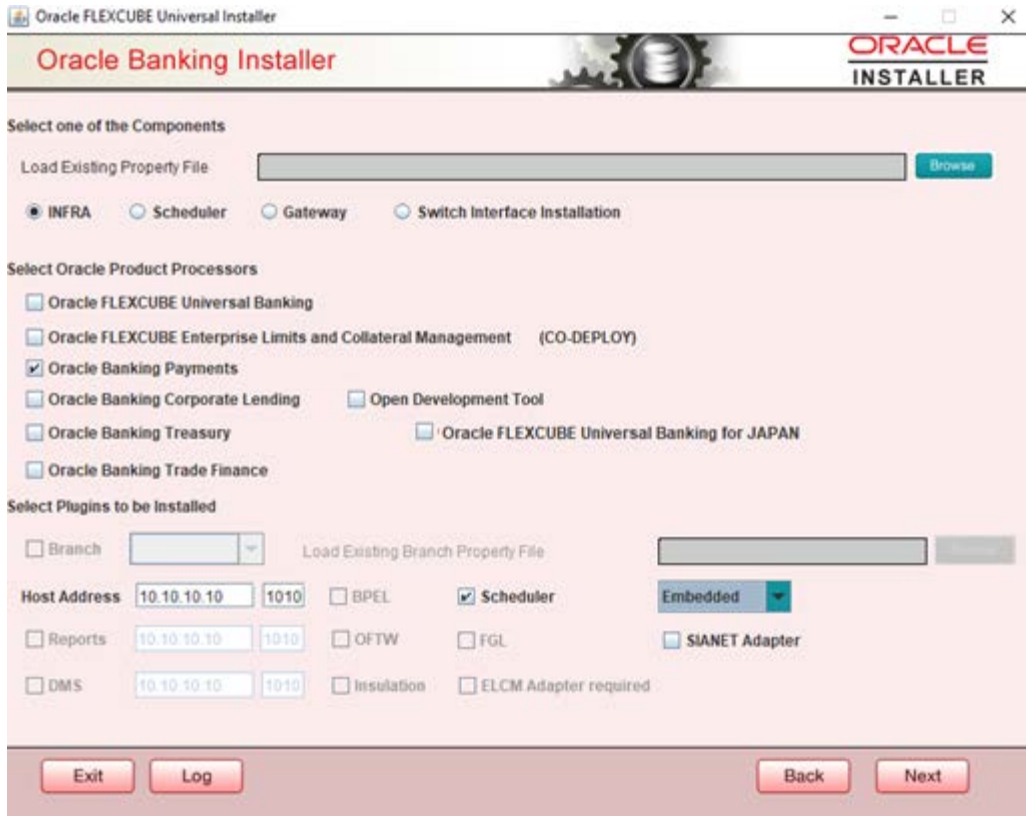 Oracle FLEXCUBE Universal Installer
Oracle Banking Installer
ORACLE
INSTALLER
Select one of the Components
Load Existing Property File
Browse
INFRA Scheduler Gateway Switch Interface Installation
Select Oracle Product Processors
Oracle FLEXCUBE Universal Banking
Oracle FLEXCUBE Enterprise Limits and Collateral Management (CO-DEPLOY)
Oracle Banking Payments
Oracle Banking Corporate Lending Open Development Tool
Oracle Banking Treasury Oracle FLEXCUBE Universal Banking for JAPAN
Oracle Banking Trade Finance
Select Plugins to be Installed
Branch Load Existing Branch Property File
Host Address 10.10.10.10 1010 BPEL Scheduler Embedded
Reports 10.10.10.10 1010 OFTW FGL SIANET Adapter
DMS 10.10.10.10 1010 Insulation ELCM Adapter required
Exit Log Back Next